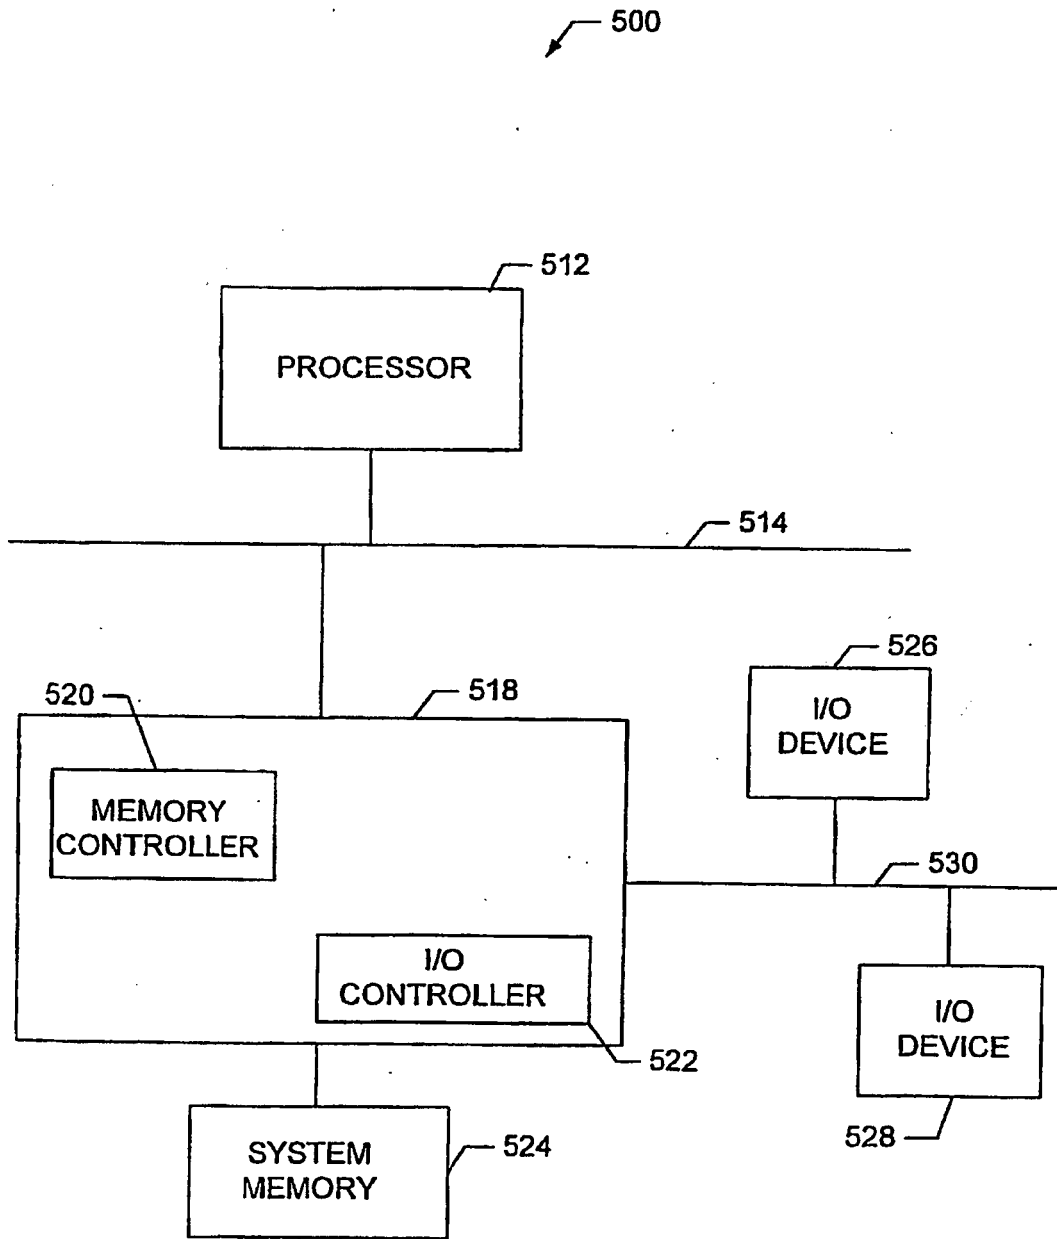 500
512
PROCESSOR
514
526
520
518
I/O
DEVICE
MEMORY
CONTROLLER
530
I/O
CONTROLLER
I/O
DEVICE
522
528
SYSTEM
MEMORY
524